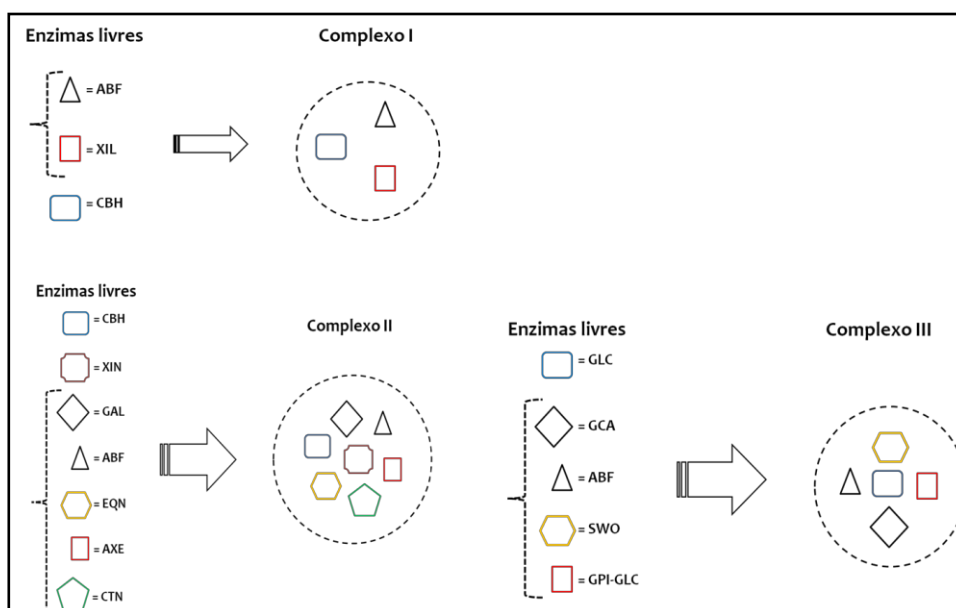 Enzimas livres
Complexo I
= ABF
= XIL
= CBH
Enzimas livres
= CBH
= XIN
= GAL
= ABF
= EQN
= AXE
= CTN
Complexo II
Enzimas livres
= GLC
= GCA
= ABF
= SWO
= GPI-GLC
Complexo III